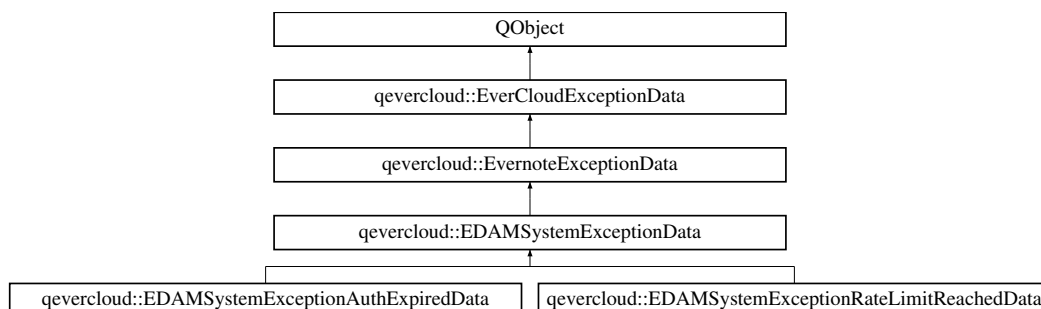 QObject
qevercloud::EverCloudExceptionData
qevercloud::EvernoteExceptionData
qevercloud::EDAMSystemExceptionData
qevercloud::EDAMSystemExceptionAuthExpiredData
qevercloud::EDAMSystemExceptionRateLimitReachedData